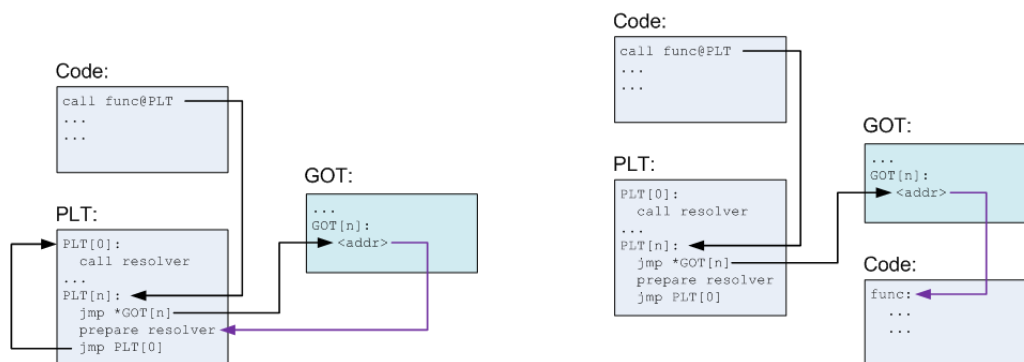 Code:
call func@PLT
...
...
PLT:
PLT[0]:
call resolver
...
PLT[n]:
jmp *GOT[n]
prepare resolver
jmp PLT[0]
GOT:
...
GOT[n]:
<addr>
Code:
call func@PLT
...
...
PLT:
PLT[0]:
call resolver
...
PLT[n]:
jmp *GOT[n]
prepare resolver
jmp PLT[0]
GOT:
...
GOT[n]:
<addr>
Code:
func:
...
...